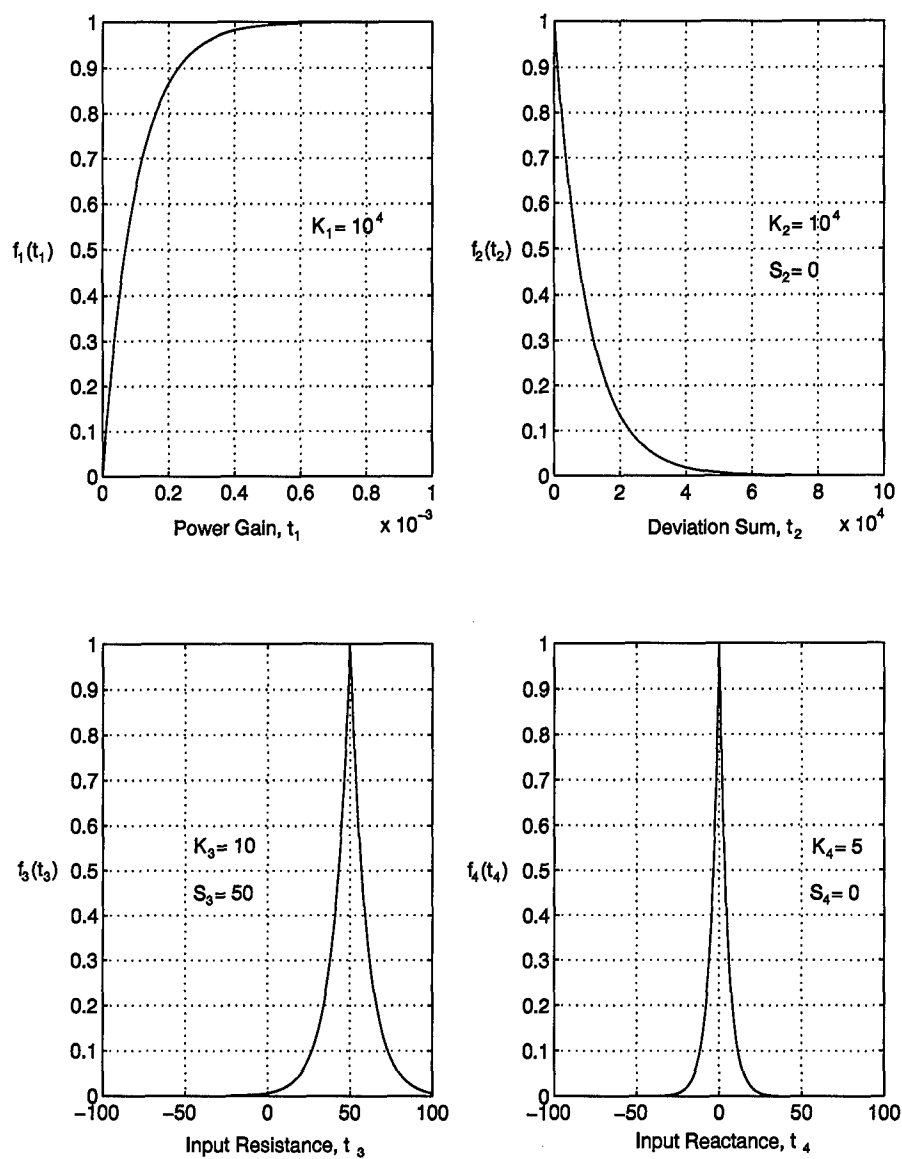 1
0.9
0.8
0.7
0.6
0.5
0.4
0.3
0.2
0.1
0
f₁(t₁)
K₁= 10⁴
0 0.2 0.4 0.6 0.8 1
Power Gain, t₁ x 10⁻³
1
0.9
0.8
0.7
0.6
0.5
0.4
0.3
0.2
0.1
0
f₂(t₂)
K₂= 10⁴
S₂= 0
0 2 4 6 8 10
Deviation Sum, t₂ x 10⁴
1
0.9
0.8
0.7
0.6
0.5
0.4
0.3
0.2
0.1
0
f₃(t₃)
K₃= 10
S₃= 50
−100 −50 0 50 100
Input Resistance, t ₃
1
0.9
0.8
0.7
0.6
0.5
0.4
0.3
0.2
0.1
0
f₄(t₄)
K₄= 5
S₄= 0
−100 −50 0 50 100
Input Reactance, t ₄